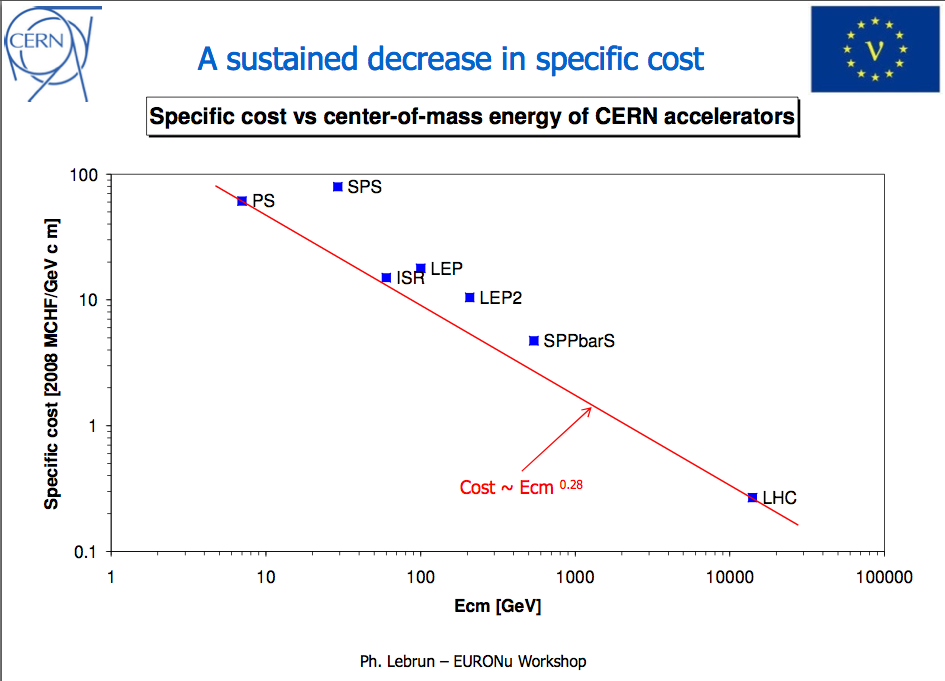 CERN
ν
A sustained decrease in specific cost
Specific cost vs center-of-mass energy of CERN accelerators
Specific cost [2008 MCHF/GeV c m]
100
10
1
0.1
PS
SPS
ISR
LEP
LEP2
SPPbarS
Cost ~ Ecm 0.28
LHC
1 10 100 1000 10000 100000
Ecm [GeV]
Ph. Lebrun – EURONu Workshop